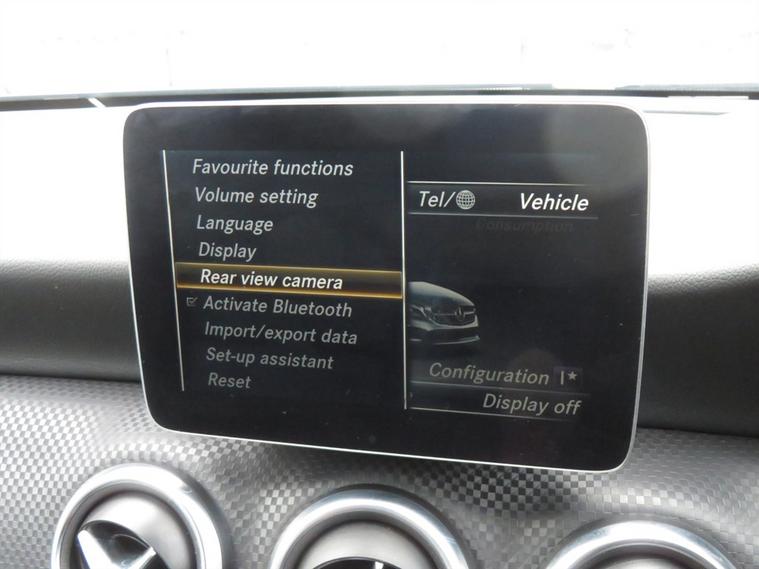 Favourite functions
Volume setting
Language
Display
Rear view camera
Activate Bluetooth
Import/export data
Set-up assistant
Reset
Tel/ Vehicle
Consumption
Configuration
Display off